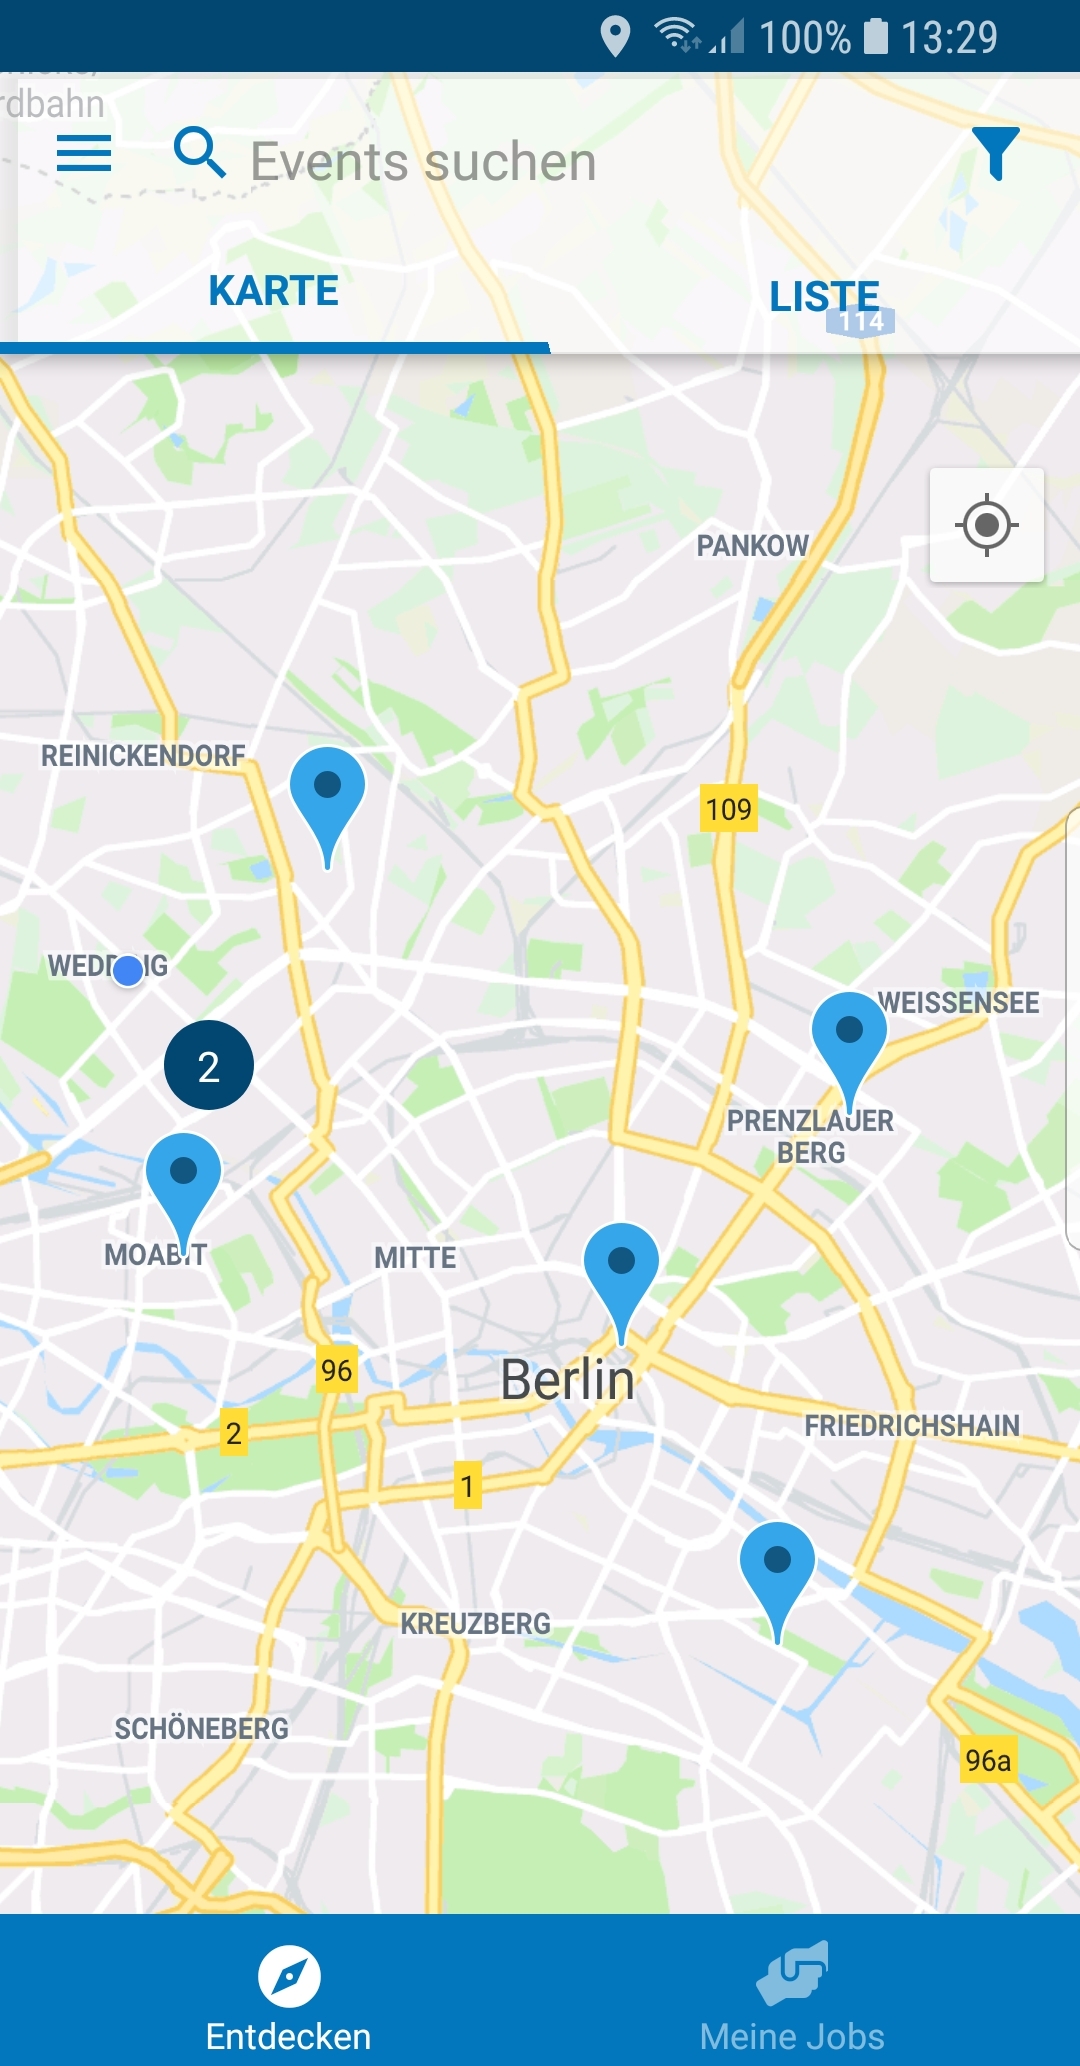 100% 13:29
rdbahn
Events suchen
KARTE
LISTE
114
PANKOW
REINICKENDORF
109
WEDDING
WEISSENSEE
2
PRENZLAUER
BERG
MOABIT
MITTE
96
Berlin
2
FRIEDRICHSHAIN
1
KREUZBERG
SCHÖNEBERG
96a
Entdecken
Meine Jobs